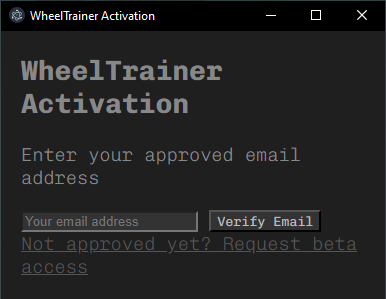 WheelTrainer Activation
WheelTrainer
Activation
Enter your approved email
address
Your email address
Verify Email
Not approved yet? Request beta
access